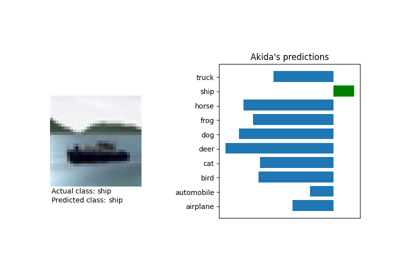 Akida's predictions
truck
ship
horse
frog
dog
deer
cat
bird
automobile
airplane
Actual class: ship
Predicted class: ship